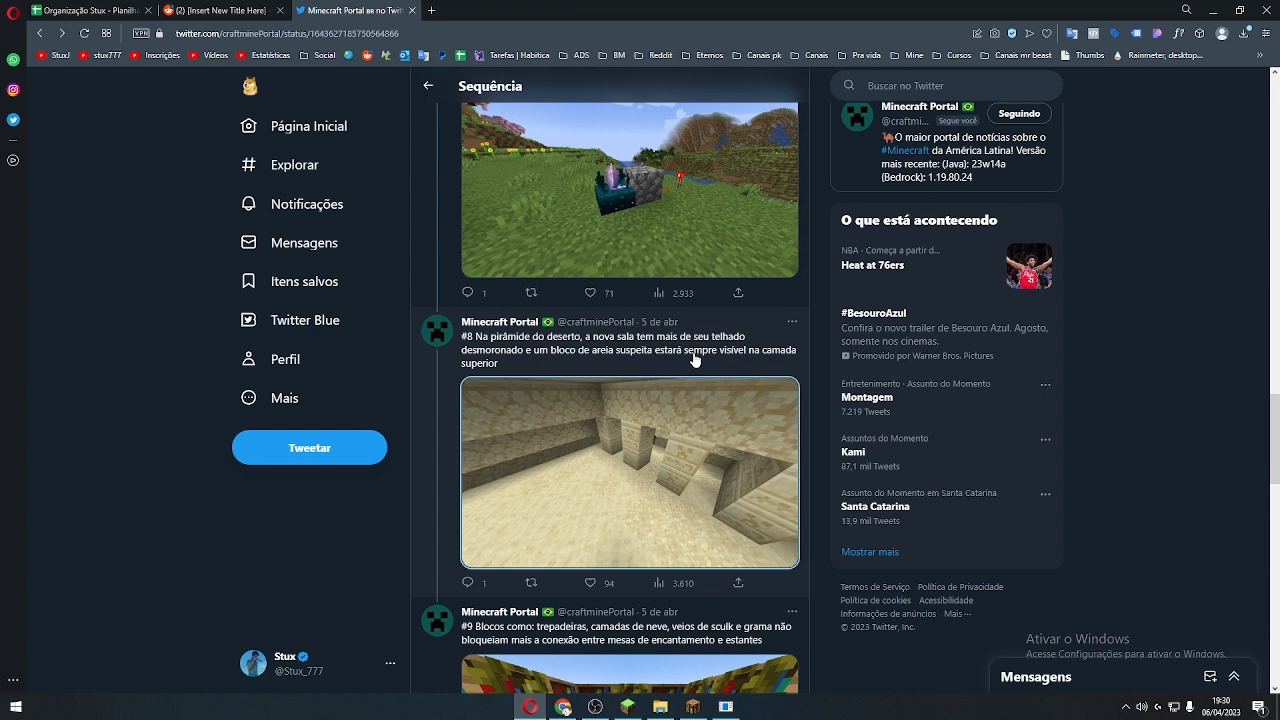 Organização Stux - Planilha
(2) [Insert New Title Here]
Minecraft Portal BR no Twit
VPN
twitter.com/craftminePortal/status/1643627185750564866
StuxJ
stux777
Inscrições
Vídeos
Estatísticas
Social
Tarefas | Habitica
ADs
BM
Reddit
Eventos
Canais pk
Canais
Reddit
Thumbs
Rainmeter, desktop...
Sequência
Buscar no Twitter
Página Inicial
Explorar
Notificações
Mensagens
Itens salvos
Twitter Blue
Perfil
Mais
Tweetar
Stux
@Stux_777
1
71
2.933
Minecraft Portal 🇧🇷 @craftminePortal · 5 de abr
#8 Na pirâmide do deserto, a nova sala tem mais de seu telhado
desmoronado e um bloco de areia suspeita estará sempre visível na camada
superior
1
94
3.610
Minecraft Portal 🇧🇷 @craftminePortal · 5 de abr
#9 Blocos como: trepadeiras, camadas de neve, veios de sculk e grama não
bloqueiam mais a conexão entre mesas de encantamento e estantes
Minecraft Portal 🇧🇷
@craftmi... Segue você
Seguindo
🐪O maior portal de notícias sobre o
#Minecraft da América Latina! Versão
mais recente: (Java): 23w14a
(Bedrock): 1.19.80.24
O que está acontecendo
NBA · Começa a partir d...
Heat at 76ers
#BesouroAzul
Confira o novo trailer de Besouro Azul. Agosto,
somente nos cinemas.
Promovido por Warner Bros. Pictures
Entretenimento · Assunto do Momento
Montagem
7.219 Tweets
Assuntos do Momento
Kami
87,1 mil Tweets
Assunto do Momento em Santa Catarina
Santa Catarina
13,9 mil Tweets
Mostrar mais
Termos de Serviço Política de Privacidade
Política de cookies Acessibilidade
Informações de anúncios Mais ···
© 2023 Twitter, Inc.
Ativar o Windows
Acesse Configurações para ativar o Windows.
Mensagens
19:30
06/04/2023